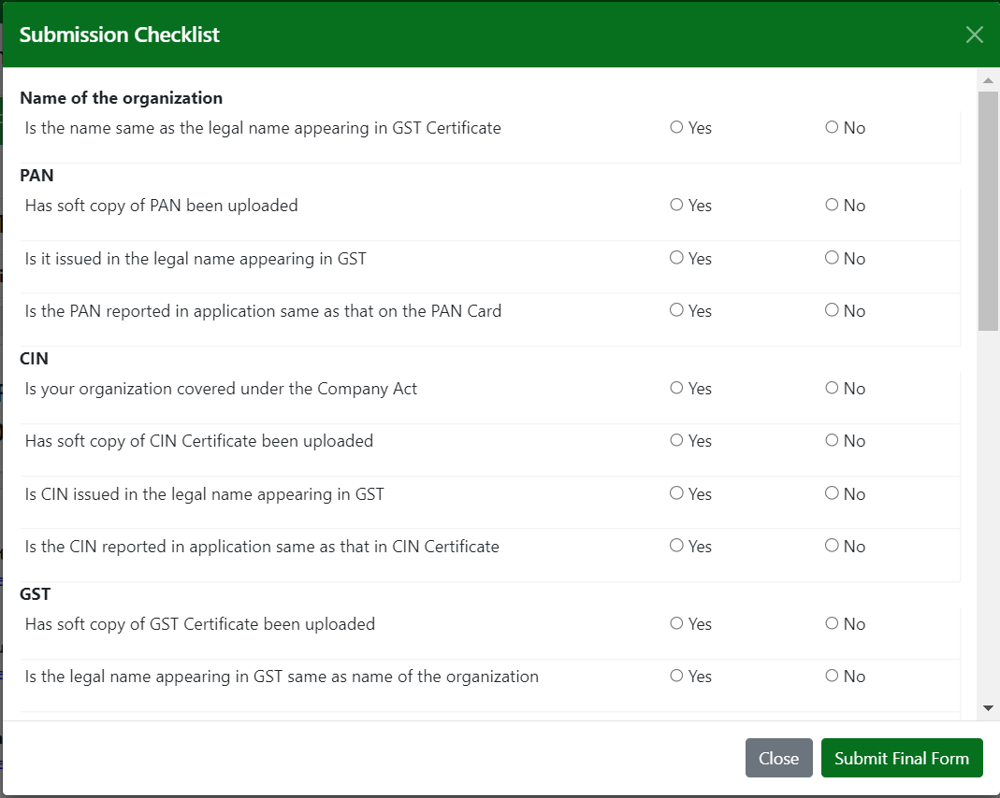 Submission Checklist
Name of the organization
Is the name same as the legal name appearing in GST Certificate Yes No
PAN
Has soft copy of PAN been uploaded Yes No
Is it issued in the legal name appearing in GST Yes No
Is the PAN reported in application same as that on the PAN Card Yes No
CIN
Is your organization covered under the Company Act Yes No
Has soft copy of CIN Certificate been uploaded Yes No
Is CIN issued in the legal name appearing in GST Yes No
Is the CIN reported in application same as that in CIN Certificate Yes No
GST
Has soft copy of GST Certificate been uploaded Yes No
Is the legal name appearing in GST same as name of the organization Yes No
Close Submit Final Form